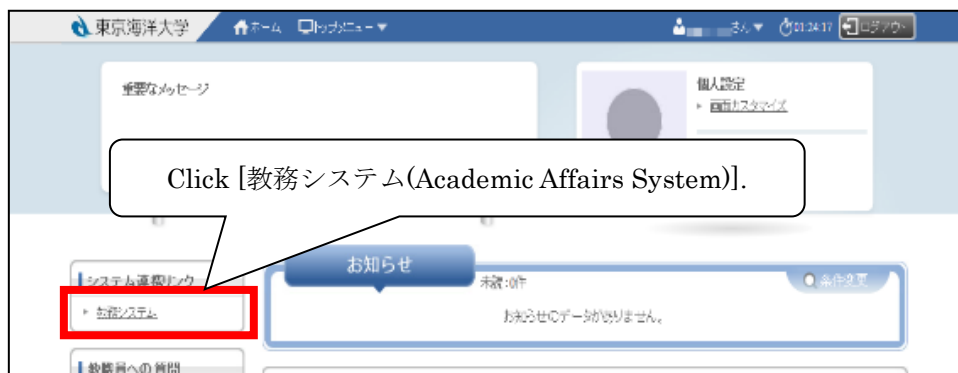 東京海洋大学
ホーム
トップメニュー
さん
01:24:17
ログアウト
重要なメッセージ
個人設定
画面カスタマイズ
Click [教務システム(Academic Affairs System)].
システム連携リンク
教務システム
お知らせ
未読:0件
条件変更
お知らせのデータがありません。
教職員への質問